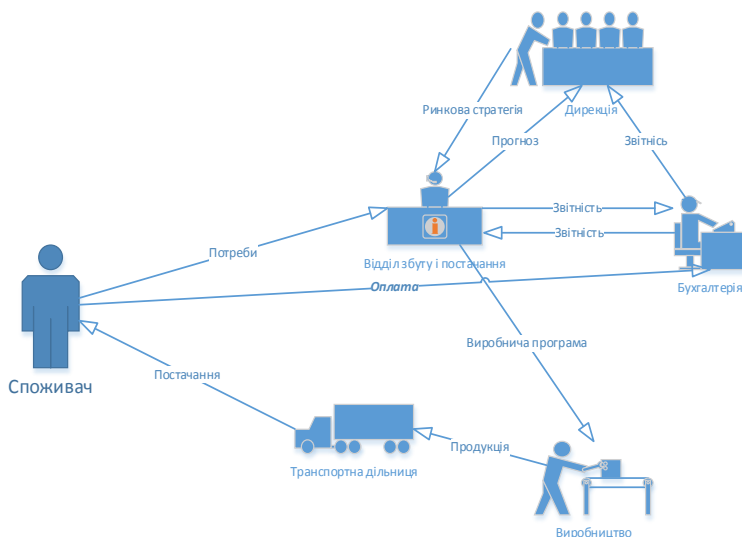 Ринкова стратегія
Дирекція
Прогноз
Звітнісь
Звітність
Звітність
Потреби
Відділ збуту і постачання
Оплата
Бухгалтерія
Виробнича програма
Постачання
Споживач
Продукція
Транспортна дільниця
Виробництво